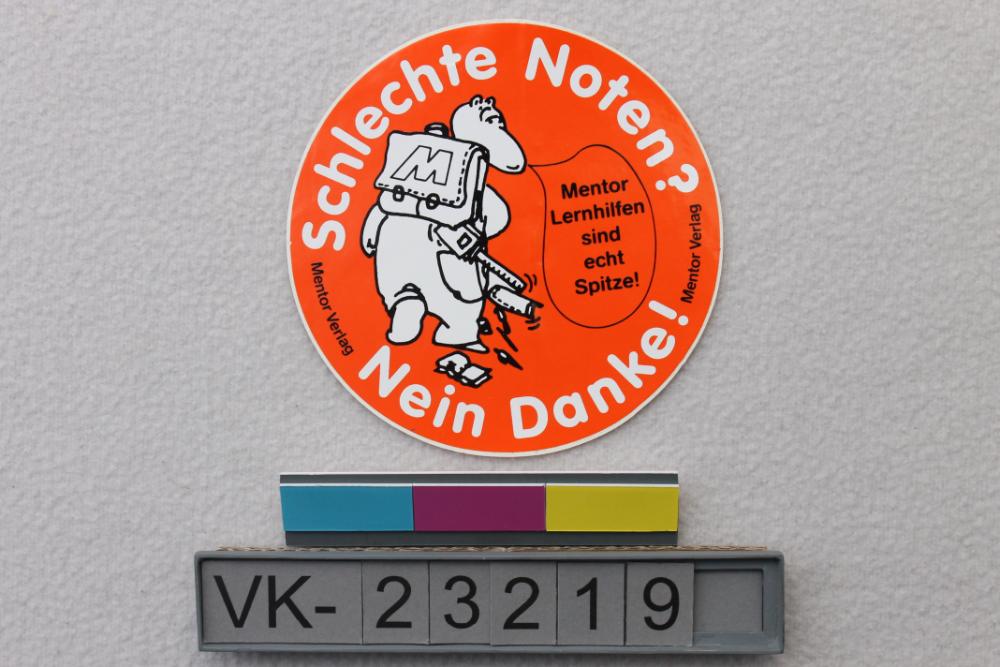 Schlechte Noten?
M
Mentor
Lernhilfen
sind
echt
Spitze!
Mentor Verlag
Mentor Verlag
Nein Danke!
VK-23219